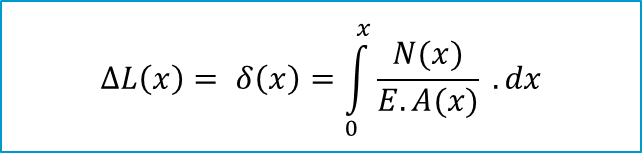 ΔL(x) = δ(x) = ∫₀ˣ N(x) / E.A(x) . dx